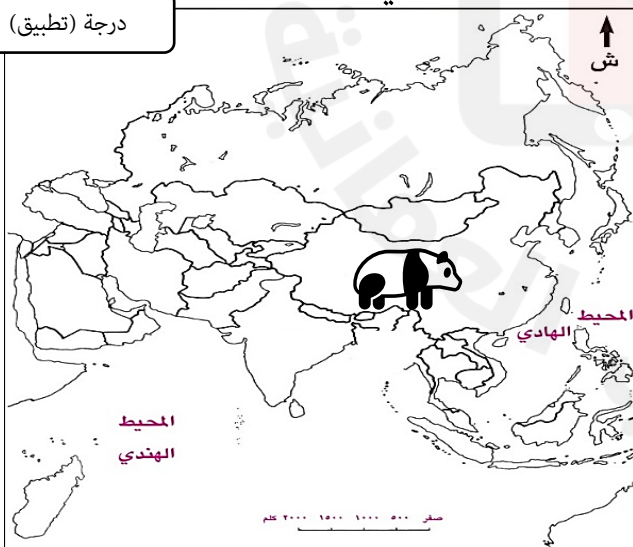 درجة (تطبيق)
ش
المحيط
الهادي
المحيط
الهندي
صفر ٥٠٠ ١٠٠٠ ١٥٠٠ ٢٠٠٠ كلم